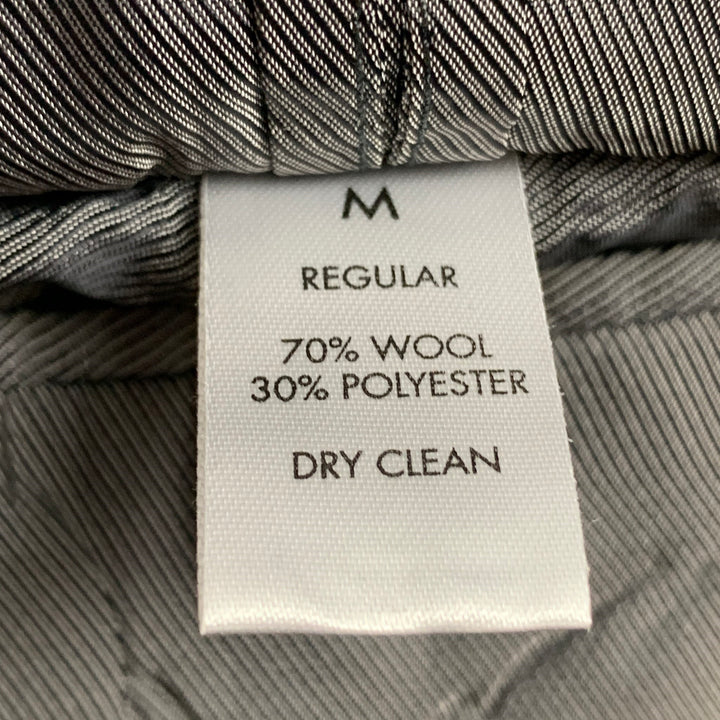 M
REGULAR
70% WOOL
30% POLYESTER
DRY CLEAN